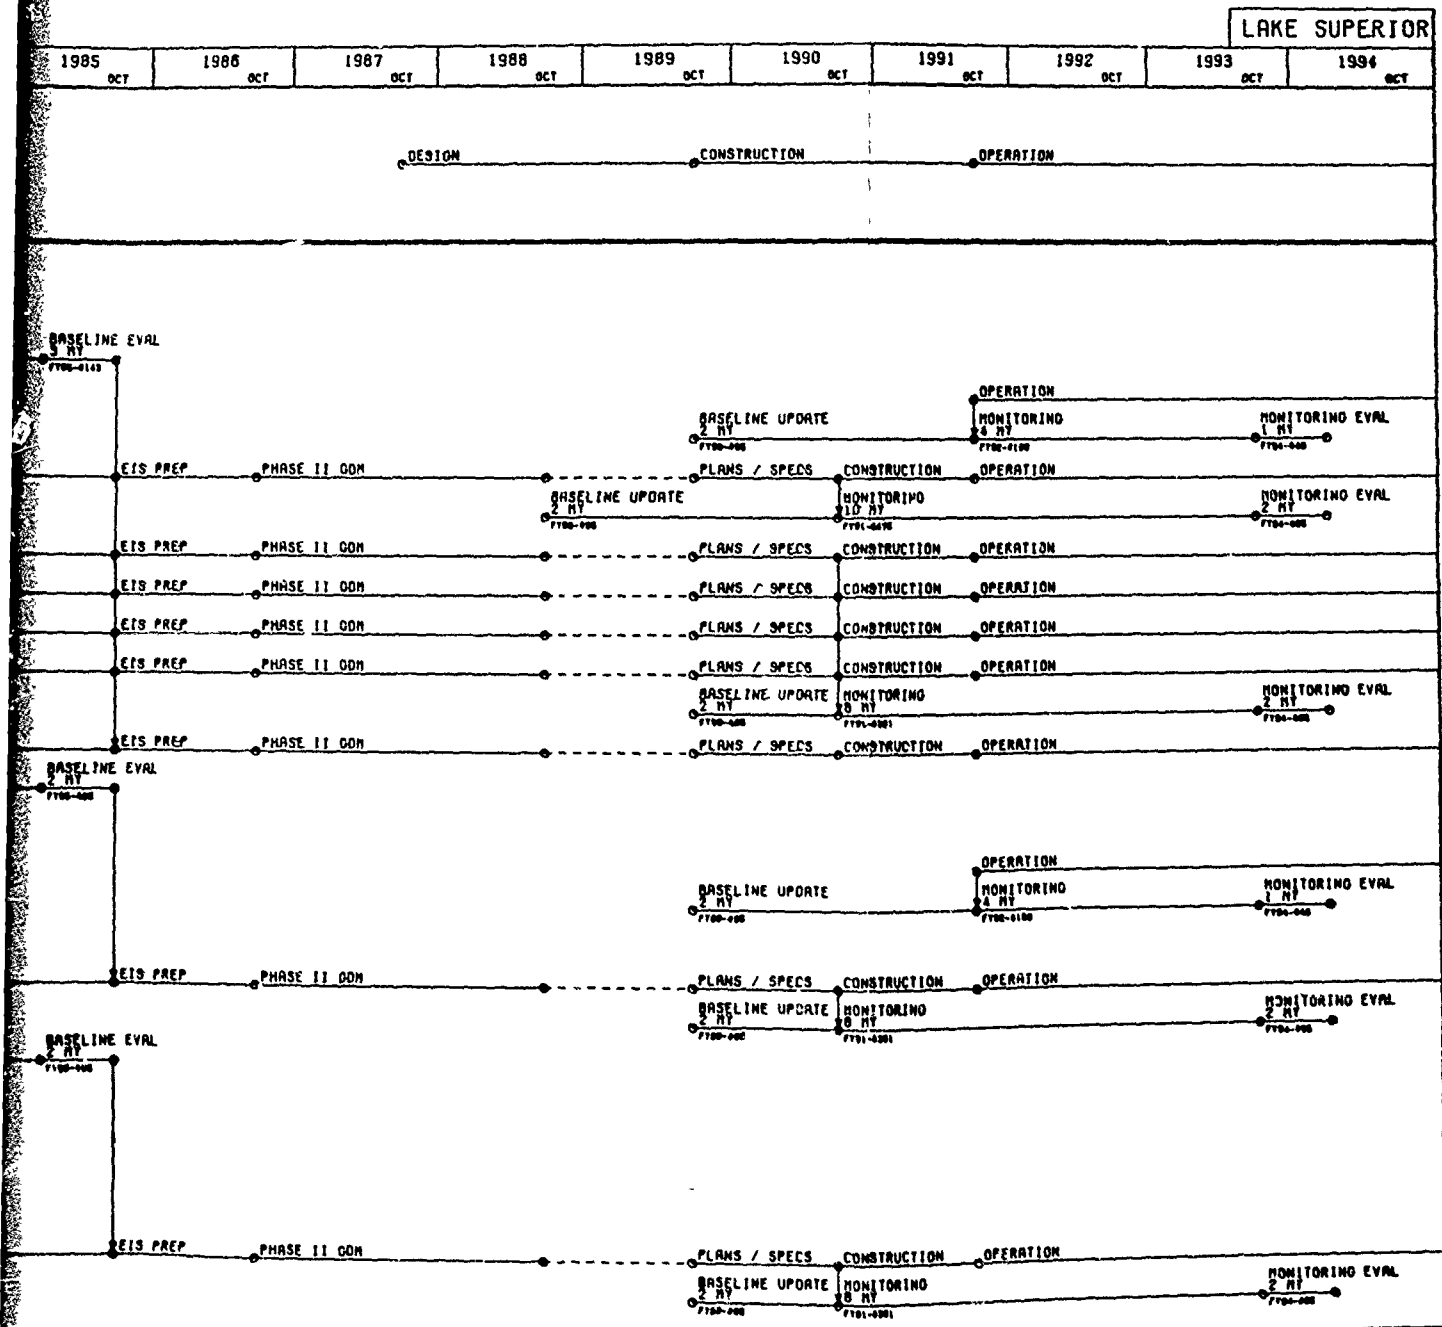 LAKE SUPERIOR
1985 1986 1987 1988 1989 1990 1991 1992 1993 1994
OCT OCT OCT OCT OCT OCT OCT OCT OCT OCT
DESIGN CONSTRUCTION OPERATION
BASELINE EVAL
3 MY
OPERATION
BASELINE UPDATE MONITORING MONITORING EVAL
2 MY 4 MY 1 MY
EIS PREP PHASE II GDM PLANS / SPECS CONSTRUCTION OPERATION
BASELINE UPDATE MONITORING MONITORING EVAL
2 MY 10 MY 2 MY
EIS PREP PHASE II GDM PLANS / SPECS CONSTRUCTION OPERATION
EIS PREP PHASE II GDM PLANS / SPECS CONSTRUCTION OPERATION
EIS PREP PHASE II GDM PLANS / SPECS CONSTRUCTION OPERATION
EIS PREP PHASE II GDM PLANS / SPECS CONSTRUCTION OPERATION
BASELINE UPDATE MONITORING MONITORING EVAL
2 MY 8 MY 2 MY
EIS PREP PHASE II GDM PLANS / SPECS CONSTRUCTION OPERATION
BASELINE EVAL
2 MY
OPERATION
BASELINE UPDATE MONITORING MONITORING EVAL
2 MY 4 MY 1 MY
EIS PREP PHASE II GDM PLANS / SPECS CONSTRUCTION OPERATION
BASELINE UPDATE MONITORING MONITORING EVAL
2 MY 8 MY 2 MY
BASELINE EVAL
2 MY
EIS PREP PHASE II GDM PLANS / SPECS CONSTRUCTION OPERATION
BASELINE UPDATE MONITORING MONITORING EVAL
2 MY 8 MY 2 MY